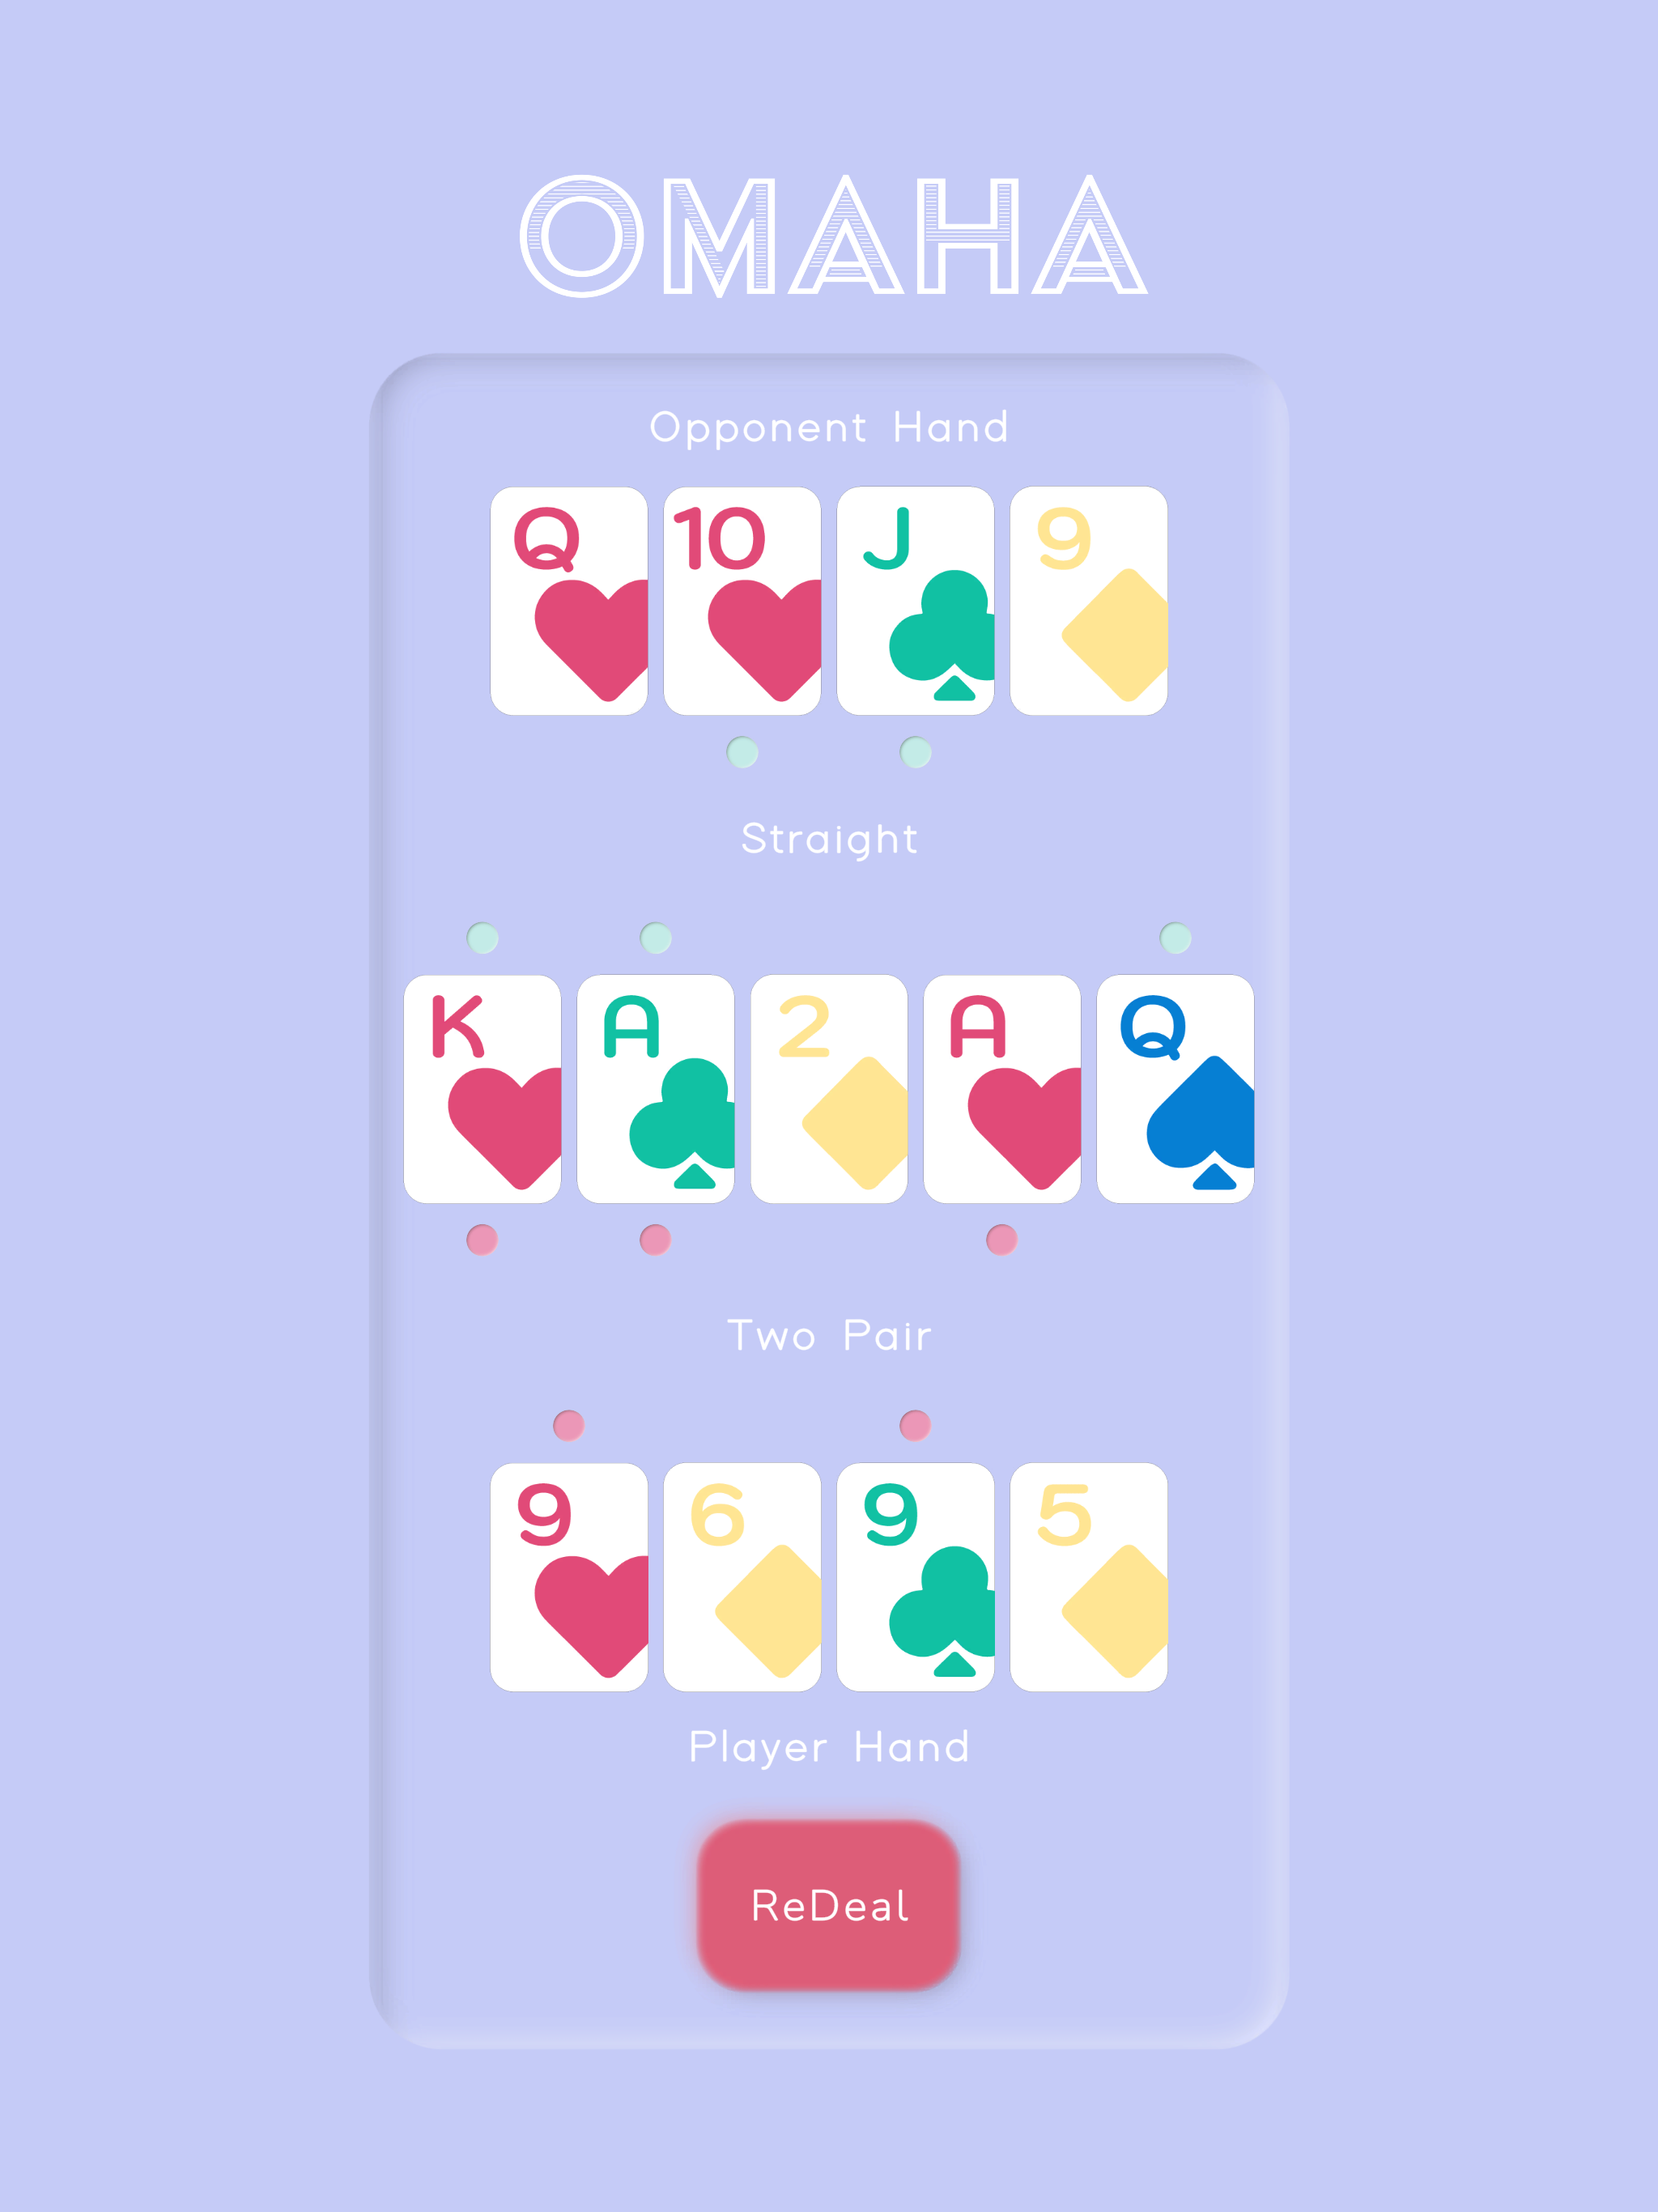 OMAHA
Opponent Hand
Q 10 J 9
Straight
K A 2 A Q
Two Pair
9 6 9 5
Player Hand
ReDeal